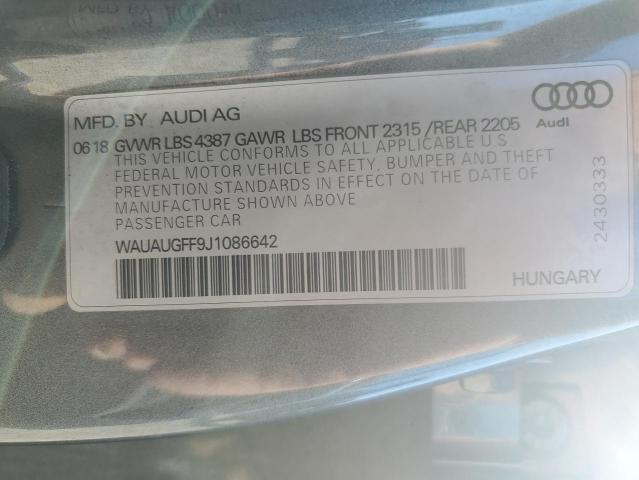 MFD. BY AUDI AG
Audi
06 18 GVWR LBS 4387 GAWR LBS FRONT 2315 /REAR 2205
THIS VEHICLE CONFORMS TO ALL APPLICABLE U.S
FEDERAL MOTOR VEHICLE SAFETY, BUMPER AND THEFT
PREVENTION STANDARDS IN EFFECT ON THE DATE OF
MANUFACTURE SHOWN ABOVE
PASSENGER CAR
WAUAUGFF9J1086642
HUNGARY
2430333